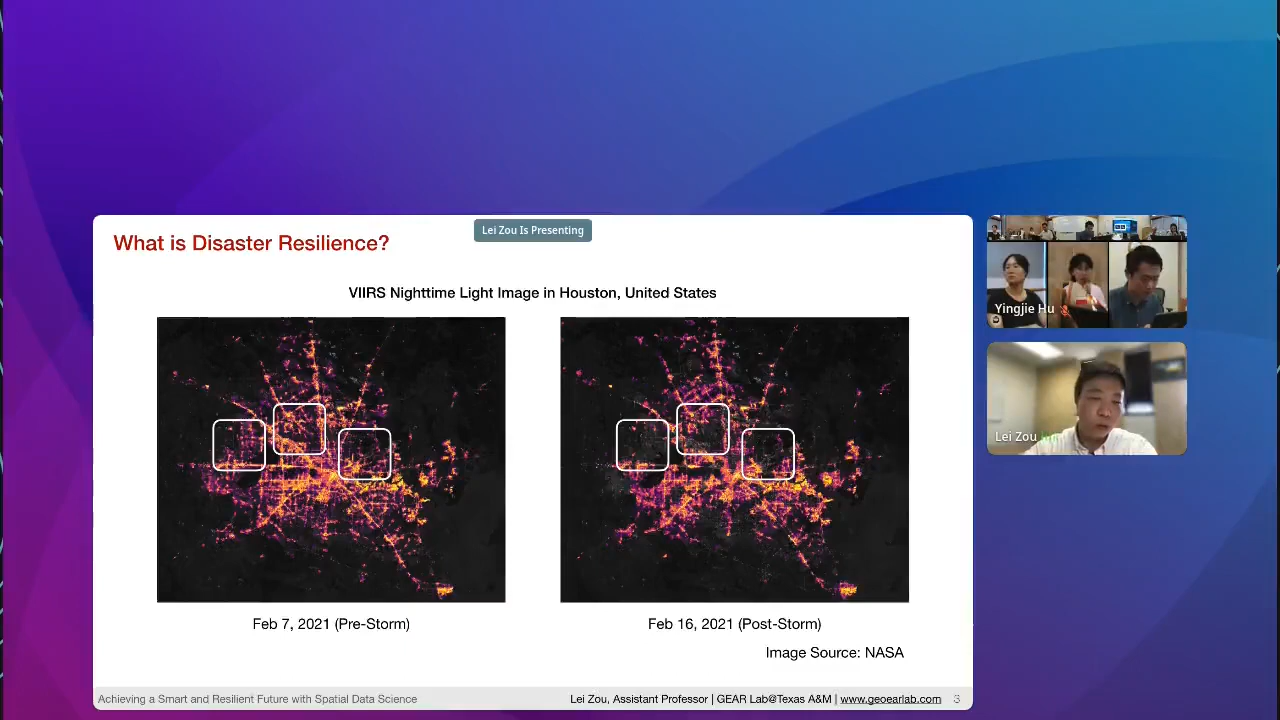 Lei Zou Is Presenting
What is Disaster Resilience?
VIIRS Nighttime Light Image in Houston, United States
Feb 7, 2021 (Pre-Storm)
Feb 16, 2021 (Post-Storm)
Image Source: NASA
Achieving a Smart and Resilient Future with Spatial Data Science
Lei Zou, Assistant Professor | GEAR Lab@Texas A&M | www.geoearlab.com 3
Yingjie Hu
Lei Zou